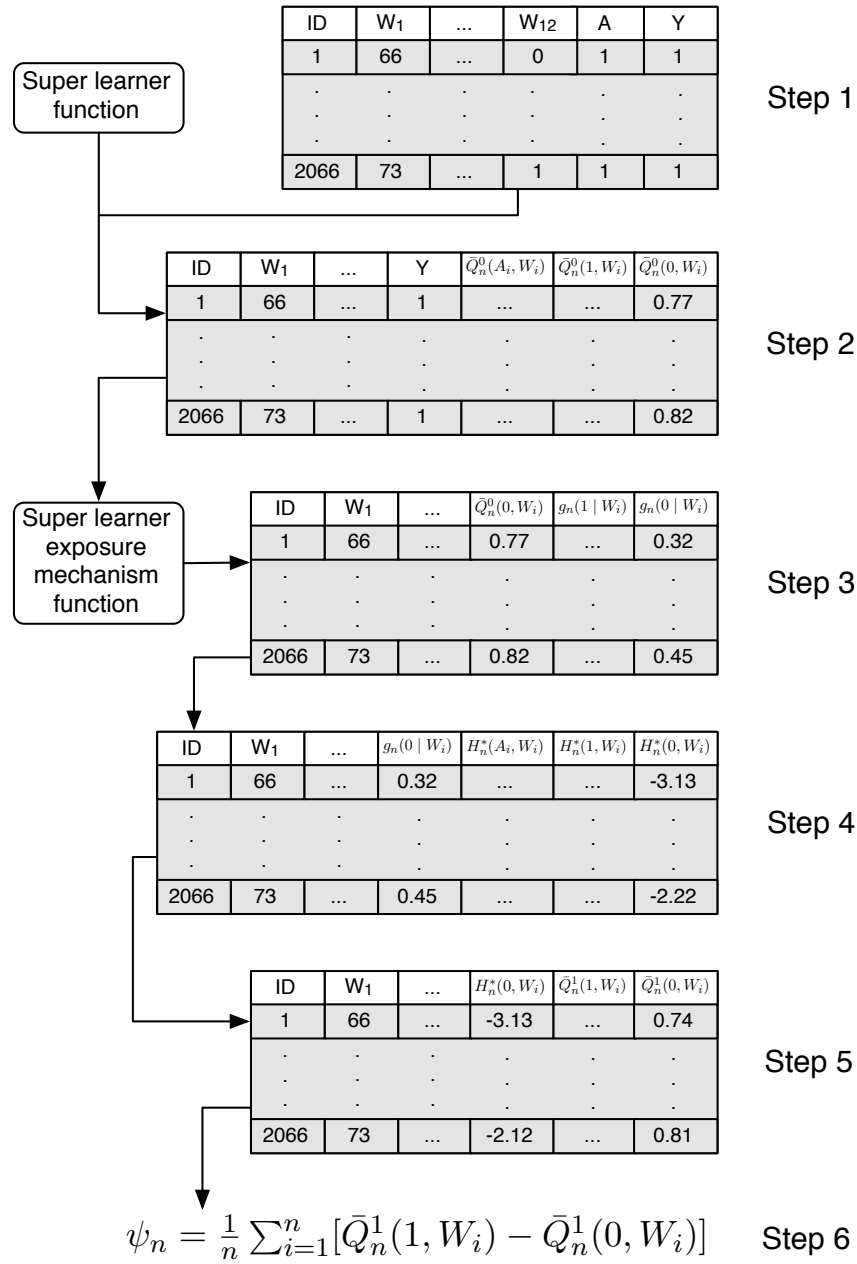 ID W₁ ... W₁₂ A Y
1 66 ... 0 1 1
. . . . . .
. . . . . .
. . . . . .
2066 73 ... 1 1 1
Step 1
Super learner
function
ID W₁ ... Y Q̄⁰ₙ(Aᵢ, Wᵢ) Q̄⁰ₙ(1, Wᵢ) Q̄⁰ₙ(0, Wᵢ)
1 66 ... 1 ... ... 0.77
. . . . . . .
. . . . . . .
. . . . . . .
2066 73 ... 1 ... ... 0.82
Step 2
Super learner
exposure
mechanism
function
ID W₁ ... Q̄⁰ₙ(0, Wᵢ) gₙ(1 | Wᵢ) gₙ(0 | Wᵢ)
1 66 ... 0.77 ... 0.32
. . . . . .
. . . . . .
. . . . . .
2066 73 ... 0.82 ... 0.45
Step 3
ID W₁ ... gₙ(0 | Wᵢ) H*ₙ(Aᵢ, Wᵢ) H*ₙ(1, Wᵢ) H*ₙ(0, Wᵢ)
1 66 ... 0.32 ... ... -3.13
. . . . . . .
. . . . . . .
. . . . . . .
2066 73 ... 0.45 ... ... -2.22
Step 4
ID W₁ ... H*ₙ(0, Wᵢ) Q̄¹ₙ(1, Wᵢ) Q̄¹ₙ(0, Wᵢ)
1 66 ... -3.13 ... 0.74
. . . . . .
. . . . . .
. . . . . .
2066 73 ... -2.12 ... 0.81
Step 5
ψₙ = 1/n ∑ⁿᵢ₌₁[Q̄¹ₙ(1, Wᵢ) − Q̄¹ₙ(0, Wᵢ)]
Step 6